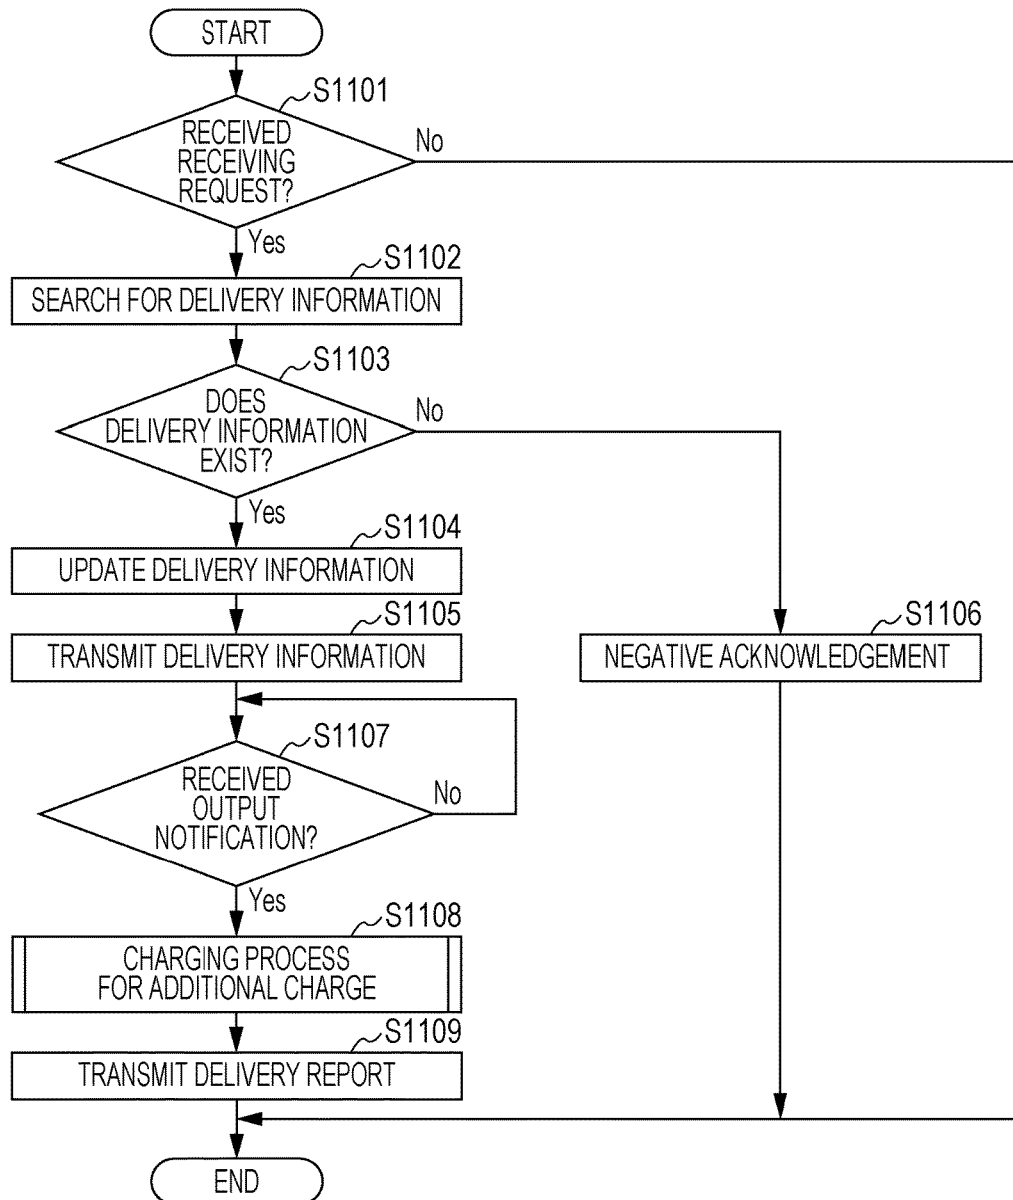 START
S1101
RECEIVED
RECEIVING
REQUEST?
No
Yes
S1102
SEARCH FOR DELIVERY INFORMATION
S1103
DOES
DELIVERY INFORMATION
EXIST?
No
Yes
S1104
UPDATE DELIVERY INFORMATION
S1105
TRANSMIT DELIVERY INFORMATION
S1106
NEGATIVE ACKNOWLEDGEMENT
S1107
RECEIVED
OUTPUT
NOTIFICATION?
No
Yes
S1108
CHARGING PROCESS
FOR ADDITIONAL CHARGE
S1109
TRANSMIT DELIVERY REPORT
END